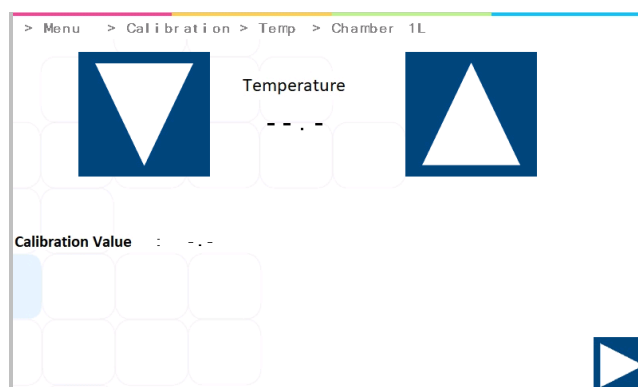 > Menu > Calibration > Temp > Chamber 1L
Temperature
--.-
Calibration Value : -.-